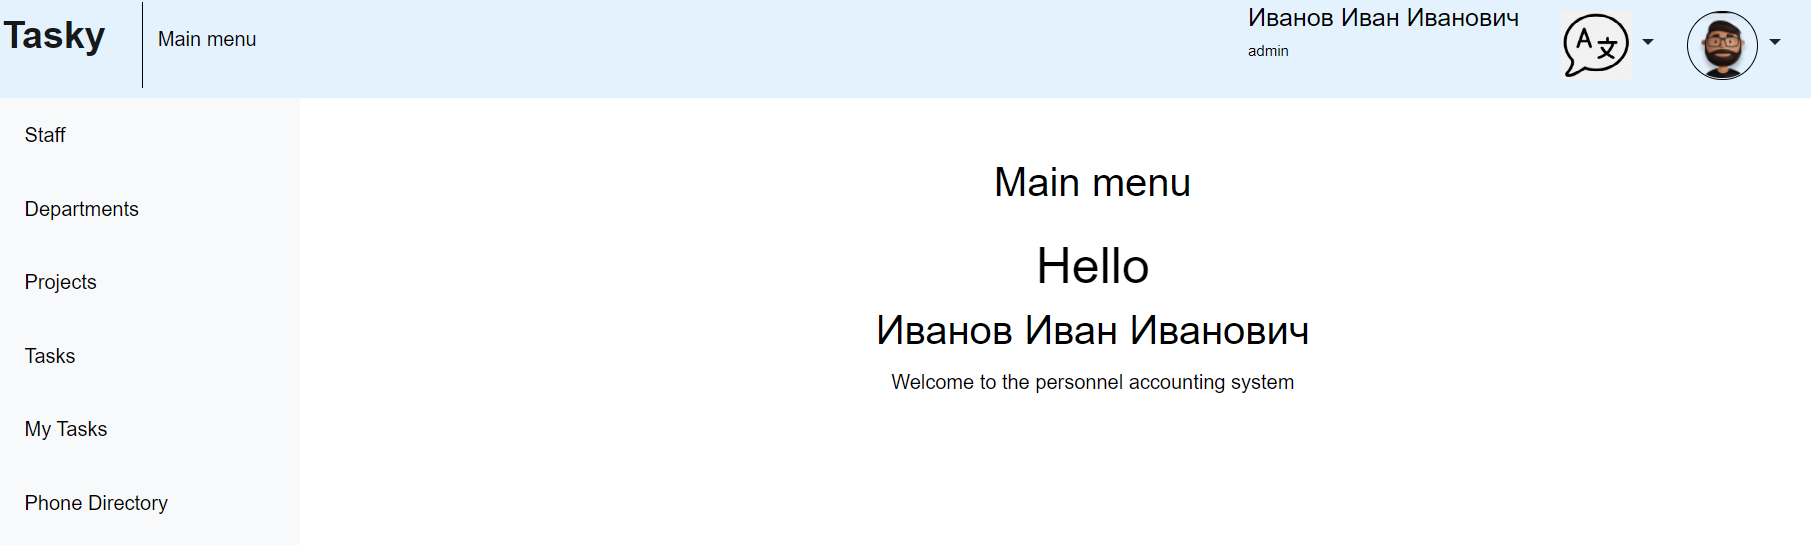 Tasky
Main menu
Иванов Иван Иванович
admin
A 文
Staff
Departments
Projects
Tasks
My Tasks
Phone Directory
Main menu
Hello
Иванов Иван Иванович
Welcome to the personnel accounting system